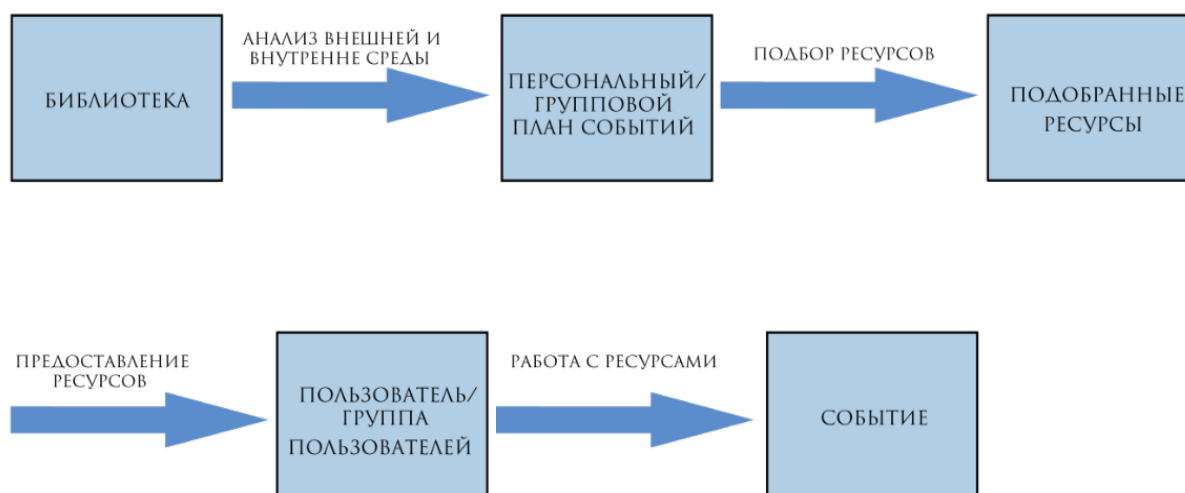 БИБЛИОТЕКА
АНАЛИЗ ВНЕШНЕЙ И
ВНУТРЕННЕ СРЕДЫ
ПЕРСОНАЛЬНЫЙ/
ГРУППОВОЙ
ПЛАН СОБЫТИЙ
ПОДБОР РЕСУРСОВ
ПОДОБРАННЫЕ
РЕСУРСЫ
ПРЕДОСТАВЛЕНИЕ
РЕСУРСОВ
ПОЛЬЗОВАТЕЛЬ/
ГРУППА
ПОЛЬЗОВАТЕЛЕЙ
РАБОТА С РЕСУРСАМИ
СОБЫТИЕ